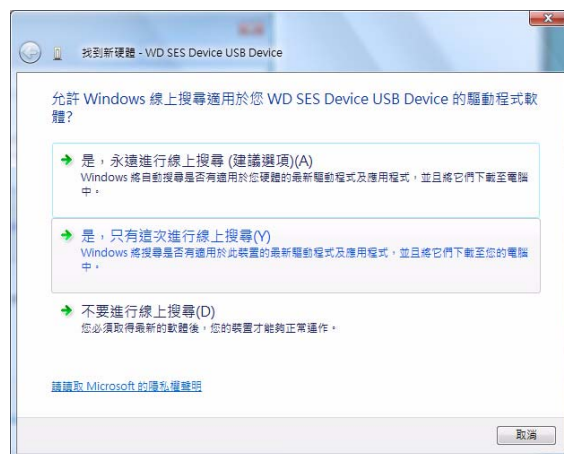 找到新硬體 - WD SES Device USB Device
允許 Windows 線上搜尋適用於您 WD SES Device USB Device 的驅動程式軟
體?
是，永遠進行線上搜尋 (建議選項)(A)
Windows 將自動搜尋是否有適用於您硬體的最新驅動程式及應用程式，並且將它們下載至電腦
中。
是，只有這次進行線上搜尋(Y)
Windows 將搜尋是否有適用於此裝置的最新驅動程式及應用程式，並且將它們下載至您的電腦
中。
不要進行線上搜尋(D)
您必須取得最新的軟體後，您的裝置才能夠正常運作。
請讀取 Microsoft 的隱私權聲明
取消